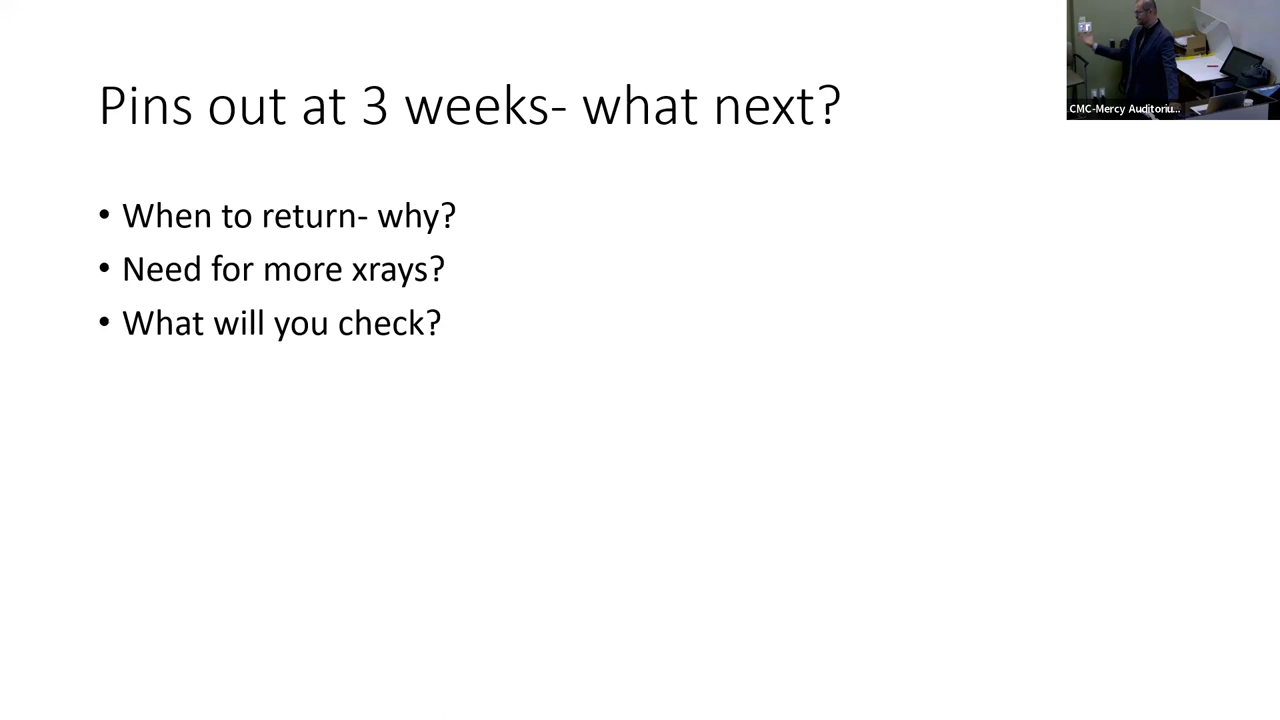 Pins out at 3 weeks- what next?
• When to return- why?
• Need for more xrays?
• What will you check?
CMC-Mercy Auditoriu...